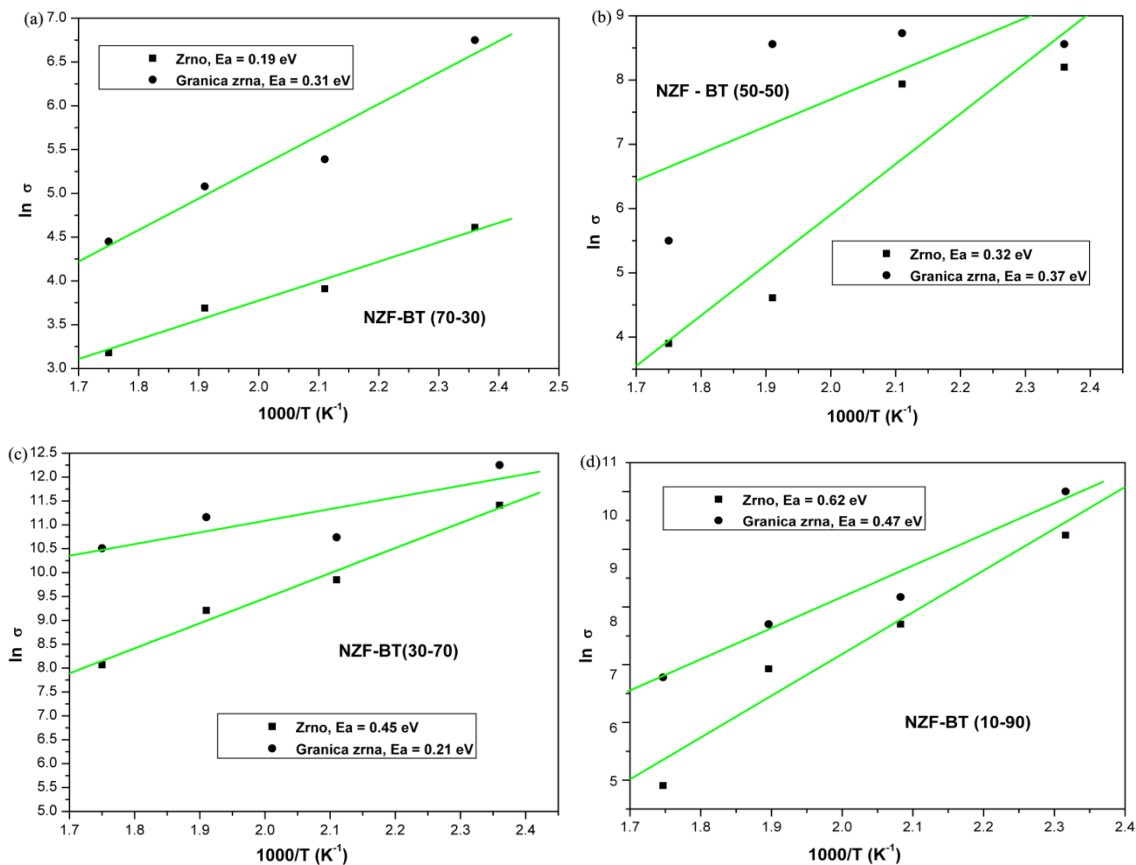 (a)
7.0
6.5
6.0
5.5
5.0
4.5
4.0
3.5
3.0
ln σ
Zrno, Ea = 0.19 eV
Granica zrna, Ea = 0.31 eV
NZF-BT (70-30)
1.7 1.8 1.9 2.0 2.1 2.2 2.3 2.4 2.5
1000/T (K⁻¹)
(b)
9
8
7
6
5
4
ln σ
NZF - BT (50-50)
Zrno, Ea = 0.32 eV
Granica zrna, Ea = 0.37 eV
1.7 1.8 1.9 2.0 2.1 2.2 2.3 2.4
1000/T (K⁻¹)
(c)
12.5
12.0
11.5
11.0
10.5
10.0
9.5
9.0
8.5
8.0
7.5
7.0
6.5
6.0
5.5
5.0
ln σ
NZF-BT(30-70)
Zrno, Ea = 0.45 eV
Granica zrna, Ea = 0.21 eV
1.7 1.8 1.9 2.0 2.1 2.2 2.3 2.4 2.5
1000/T (K⁻¹)
(d)
11
10
9
8
7
6
5
ln σ
Zrno, Ea = 0.62 eV
Granica zrna, Ea = 0.47 eV
NZF-BT (10-90)
1.7 1.8 1.9 2.0 2.1 2.2 2.3 2.4
1000/T (K⁻¹)